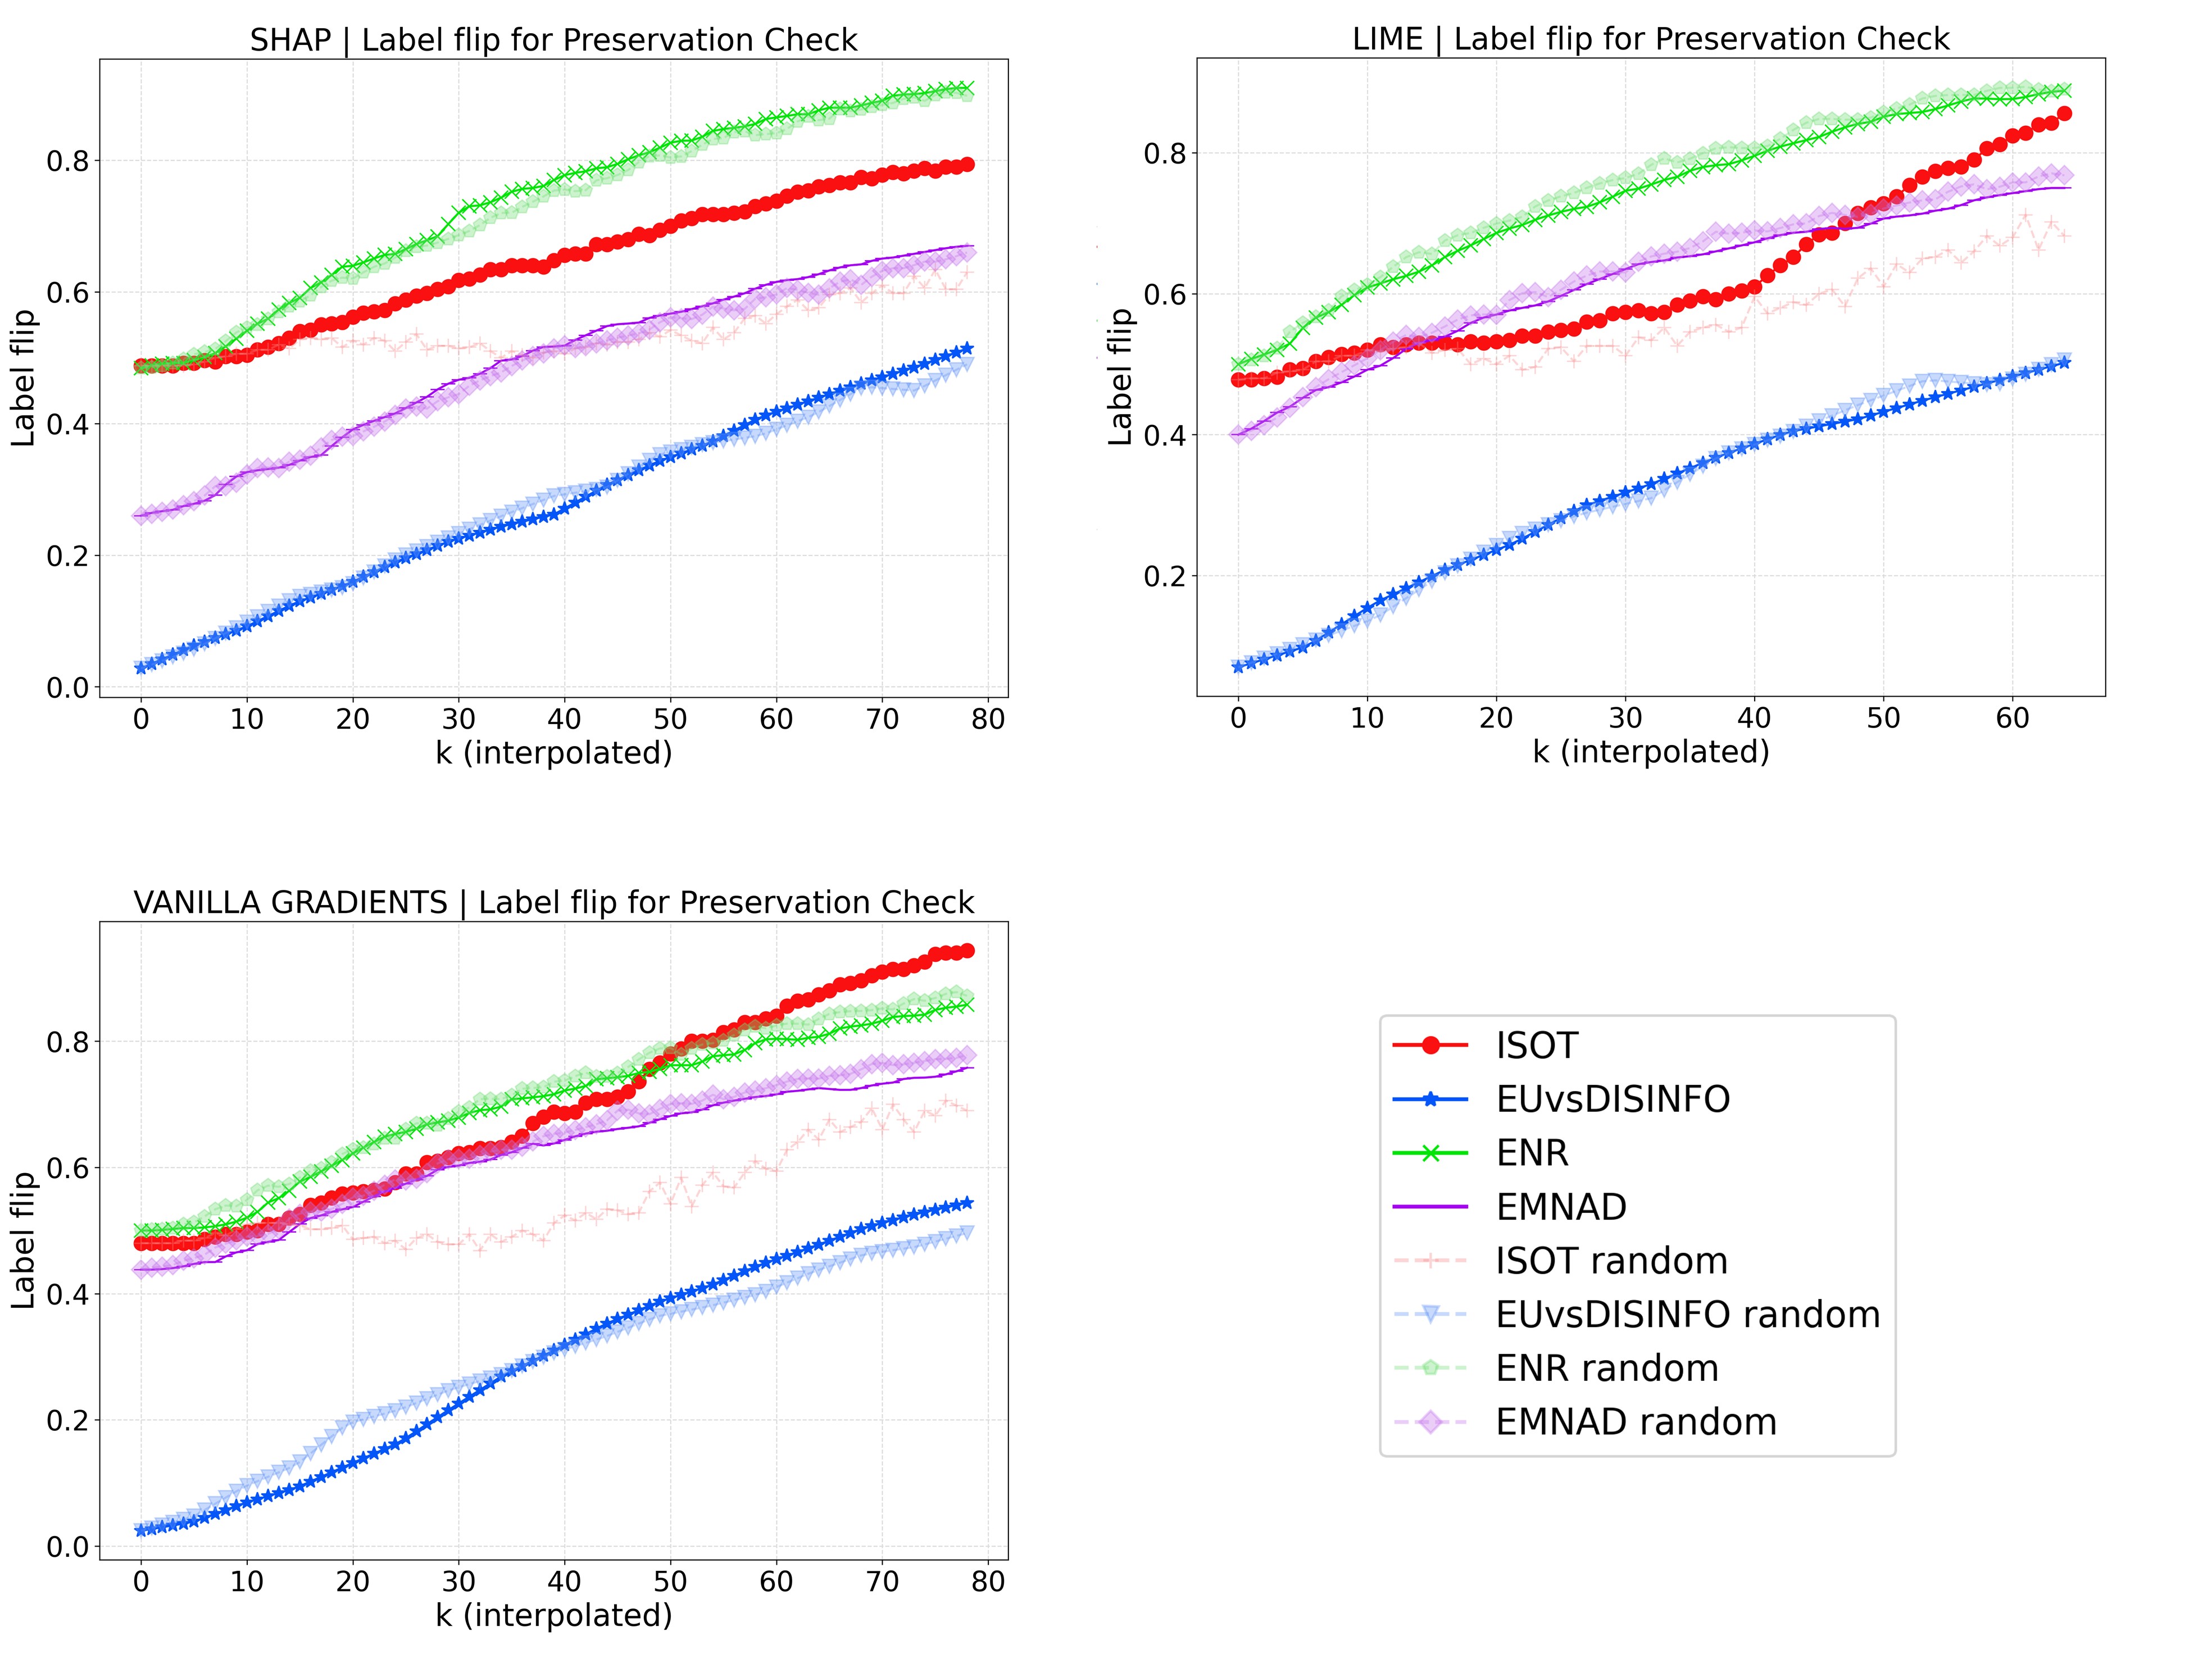 SHAP | Label flip for Preservation Check
Label flip
0.8
0.6
0.4
0.2
0.0
0 10 20 30 40 50 60 70 80
k (interpolated)
LIME | Label flip for Preservation Check
Label flip
0.8
0.6
0.4
0.2
0 10 20 30 40 50 60
k (interpolated)
VANILLA GRADIENTS | Label flip for Preservation Check
Label flip
0.8
0.6
0.4
0.2
0.0
0 10 20 30 40 50 60 70 80
k (interpolated)
ISOT
EUvsDISINFO
ENR
EMNAD
ISOT random
EUvsDISINFO random
ENR random
EMNAD random